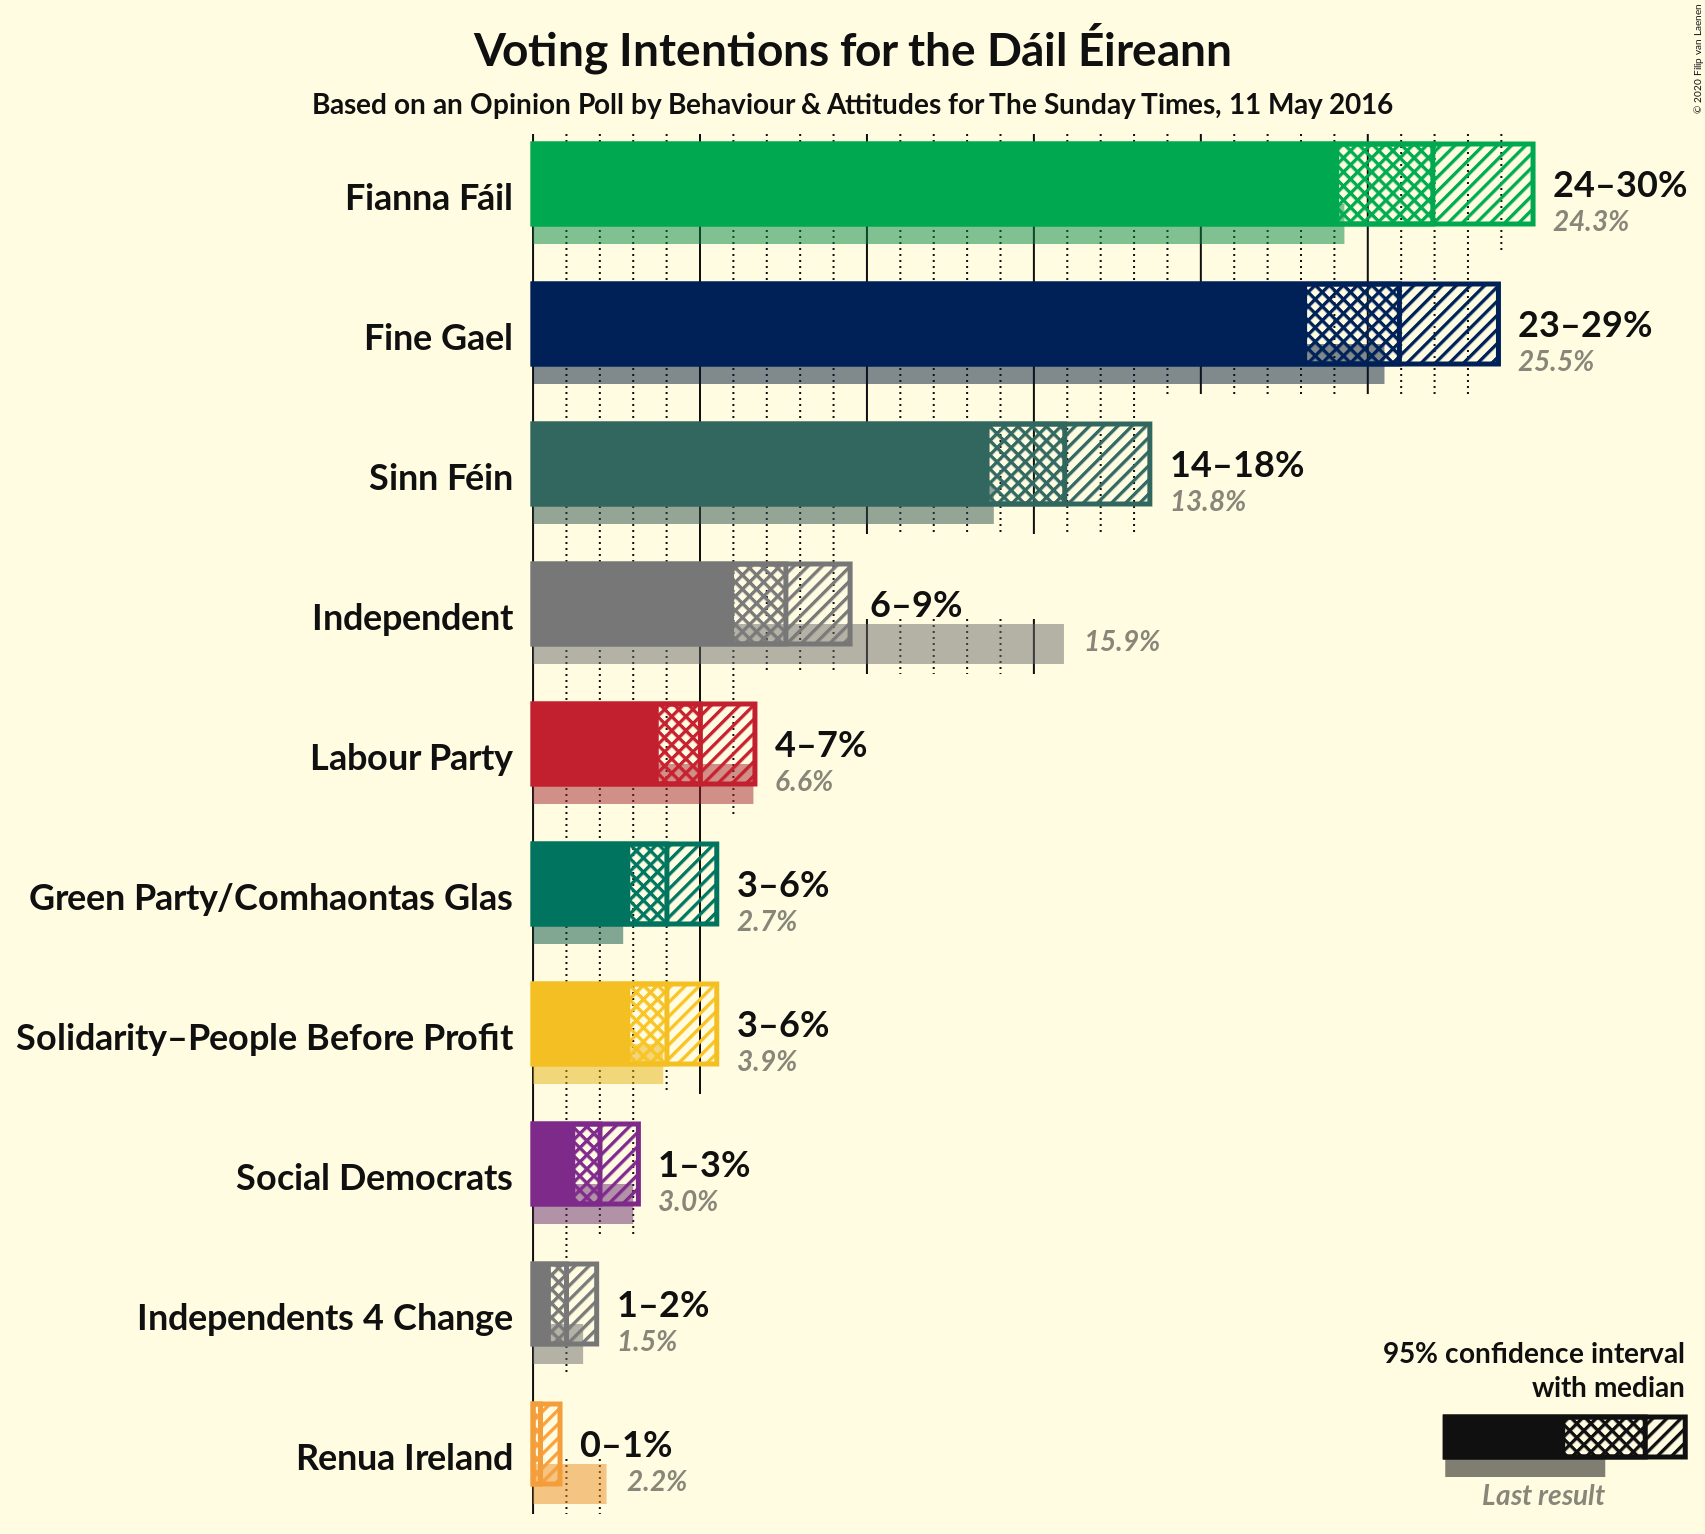 Voting Intentions for the Dáil Éireann
Based on an Opinion Poll by Behaviour & Attitudes for The Sunday Times, 11 May 2016
© 2020 Filip van Laenen
Fianna Fáil
24–30%
24.3%
Fine Gael
23–29%
25.5%
Sinn Féin
14–18%
13.8%
Independent
6–9%
15.9%
Labour Party
4–7%
6.6%
Green Party/Comhaontas Glas
3–6%
2.7%
Solidarity–People Before Profit
3–6%
3.9%
Social Democrats
1–3%
3.0%
Independents 4 Change
1–2%
1.5%
Renua Ireland
0–1%
2.2%
95% confidence interval
with median
Last result